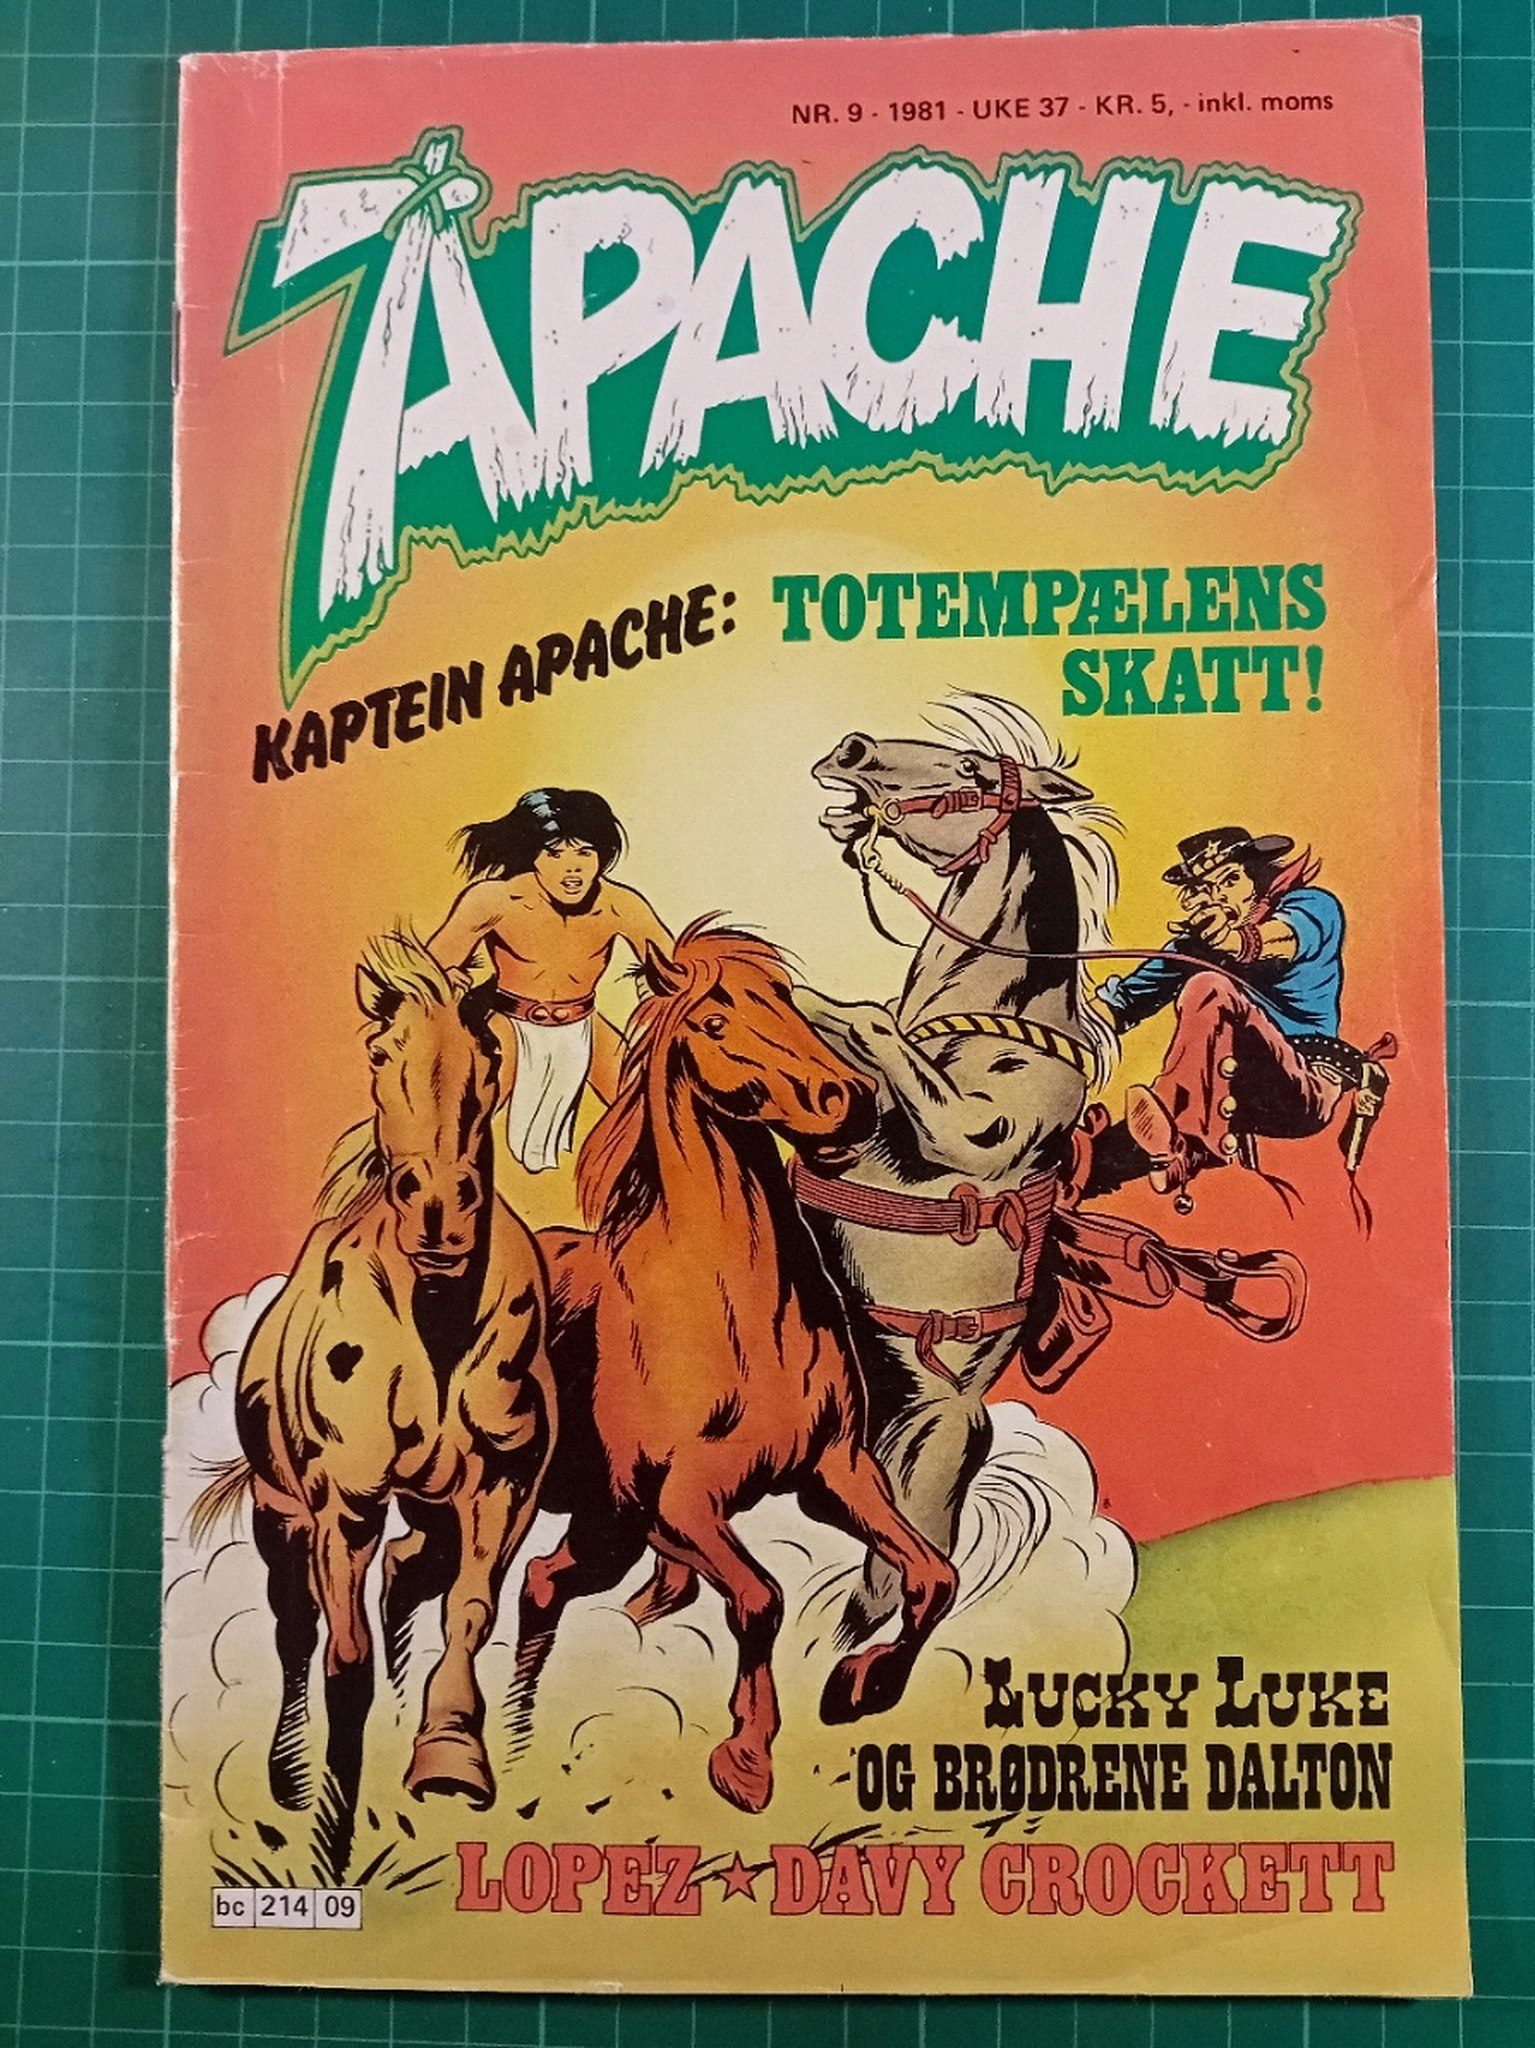 NR. 9 - 1981 - UKE 37 - KR. 5, - inkl. moms
APACHE
KAPTEIN APACHE: TOTEMPÆLENS
SKATT!
LUCKY LUKE
OG BRØDRENE DALTON
LOPEZ ★ DAVY CROCKETT
bc 214 09